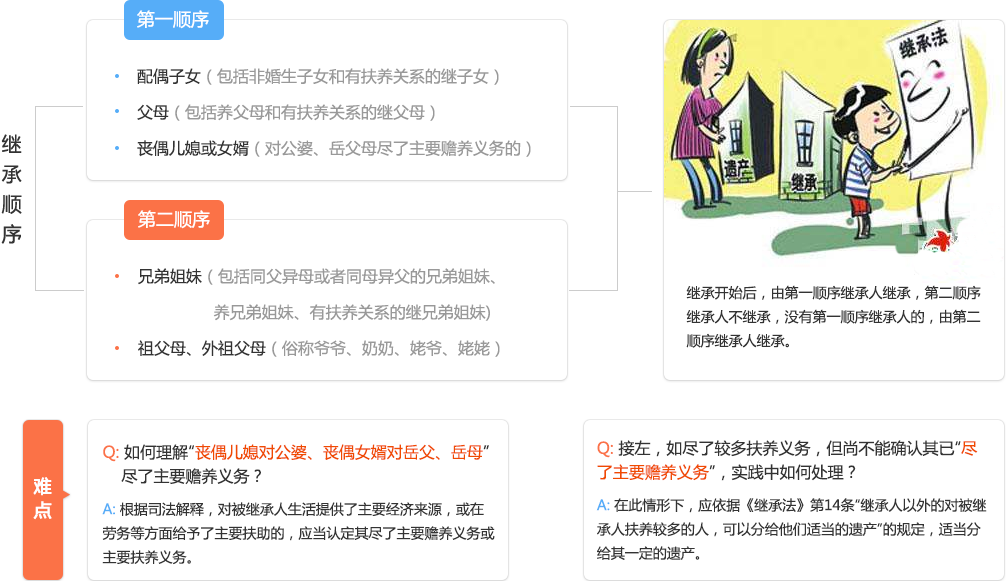 继承顺序
第一顺序
配偶子女（包括非婚生子女和有扶养关系的继子女）
父母（包括养父母和有扶养关系的继父母）
丧偶儿媳或女婿（对公婆、岳父母尽了主要赡养义务的）
第二顺序
兄弟姐妹（包括同父异母或者同母异父的兄弟姐妹、
养兄弟姐妹、有扶养关系的继兄弟姐妹)
祖父母、外祖父母（俗称爷爷、奶奶、姥爷、姥姥）
继承法
遗产
继承
继承开始后，由第一顺序继承人继承，第二顺序
继承人不继承，没有第一顺序继承人的，由第二
顺序继承人继承。
难点
Q: 如何理解“丧偶儿媳对公婆、丧偶女婿对岳父、岳母”
尽了主要赡养义务？
A: 根据司法解释，对被继承人生活提供了主要经济来源，或在
劳务等方面给予了主要扶助的，应当认定其尽了主要赡养义务或
主要扶养义务。
Q: 接左，如尽了较多扶养义务，但尚不能确认其已“尽
了主要赡养义务”，实践中如何处理？
A: 在此情形下，应依据《继承法》第14条“继承人以外的对被继
承人扶养较多的人，可以分给他们适当的遗产”的规定，适当分
给其一定的遗产。